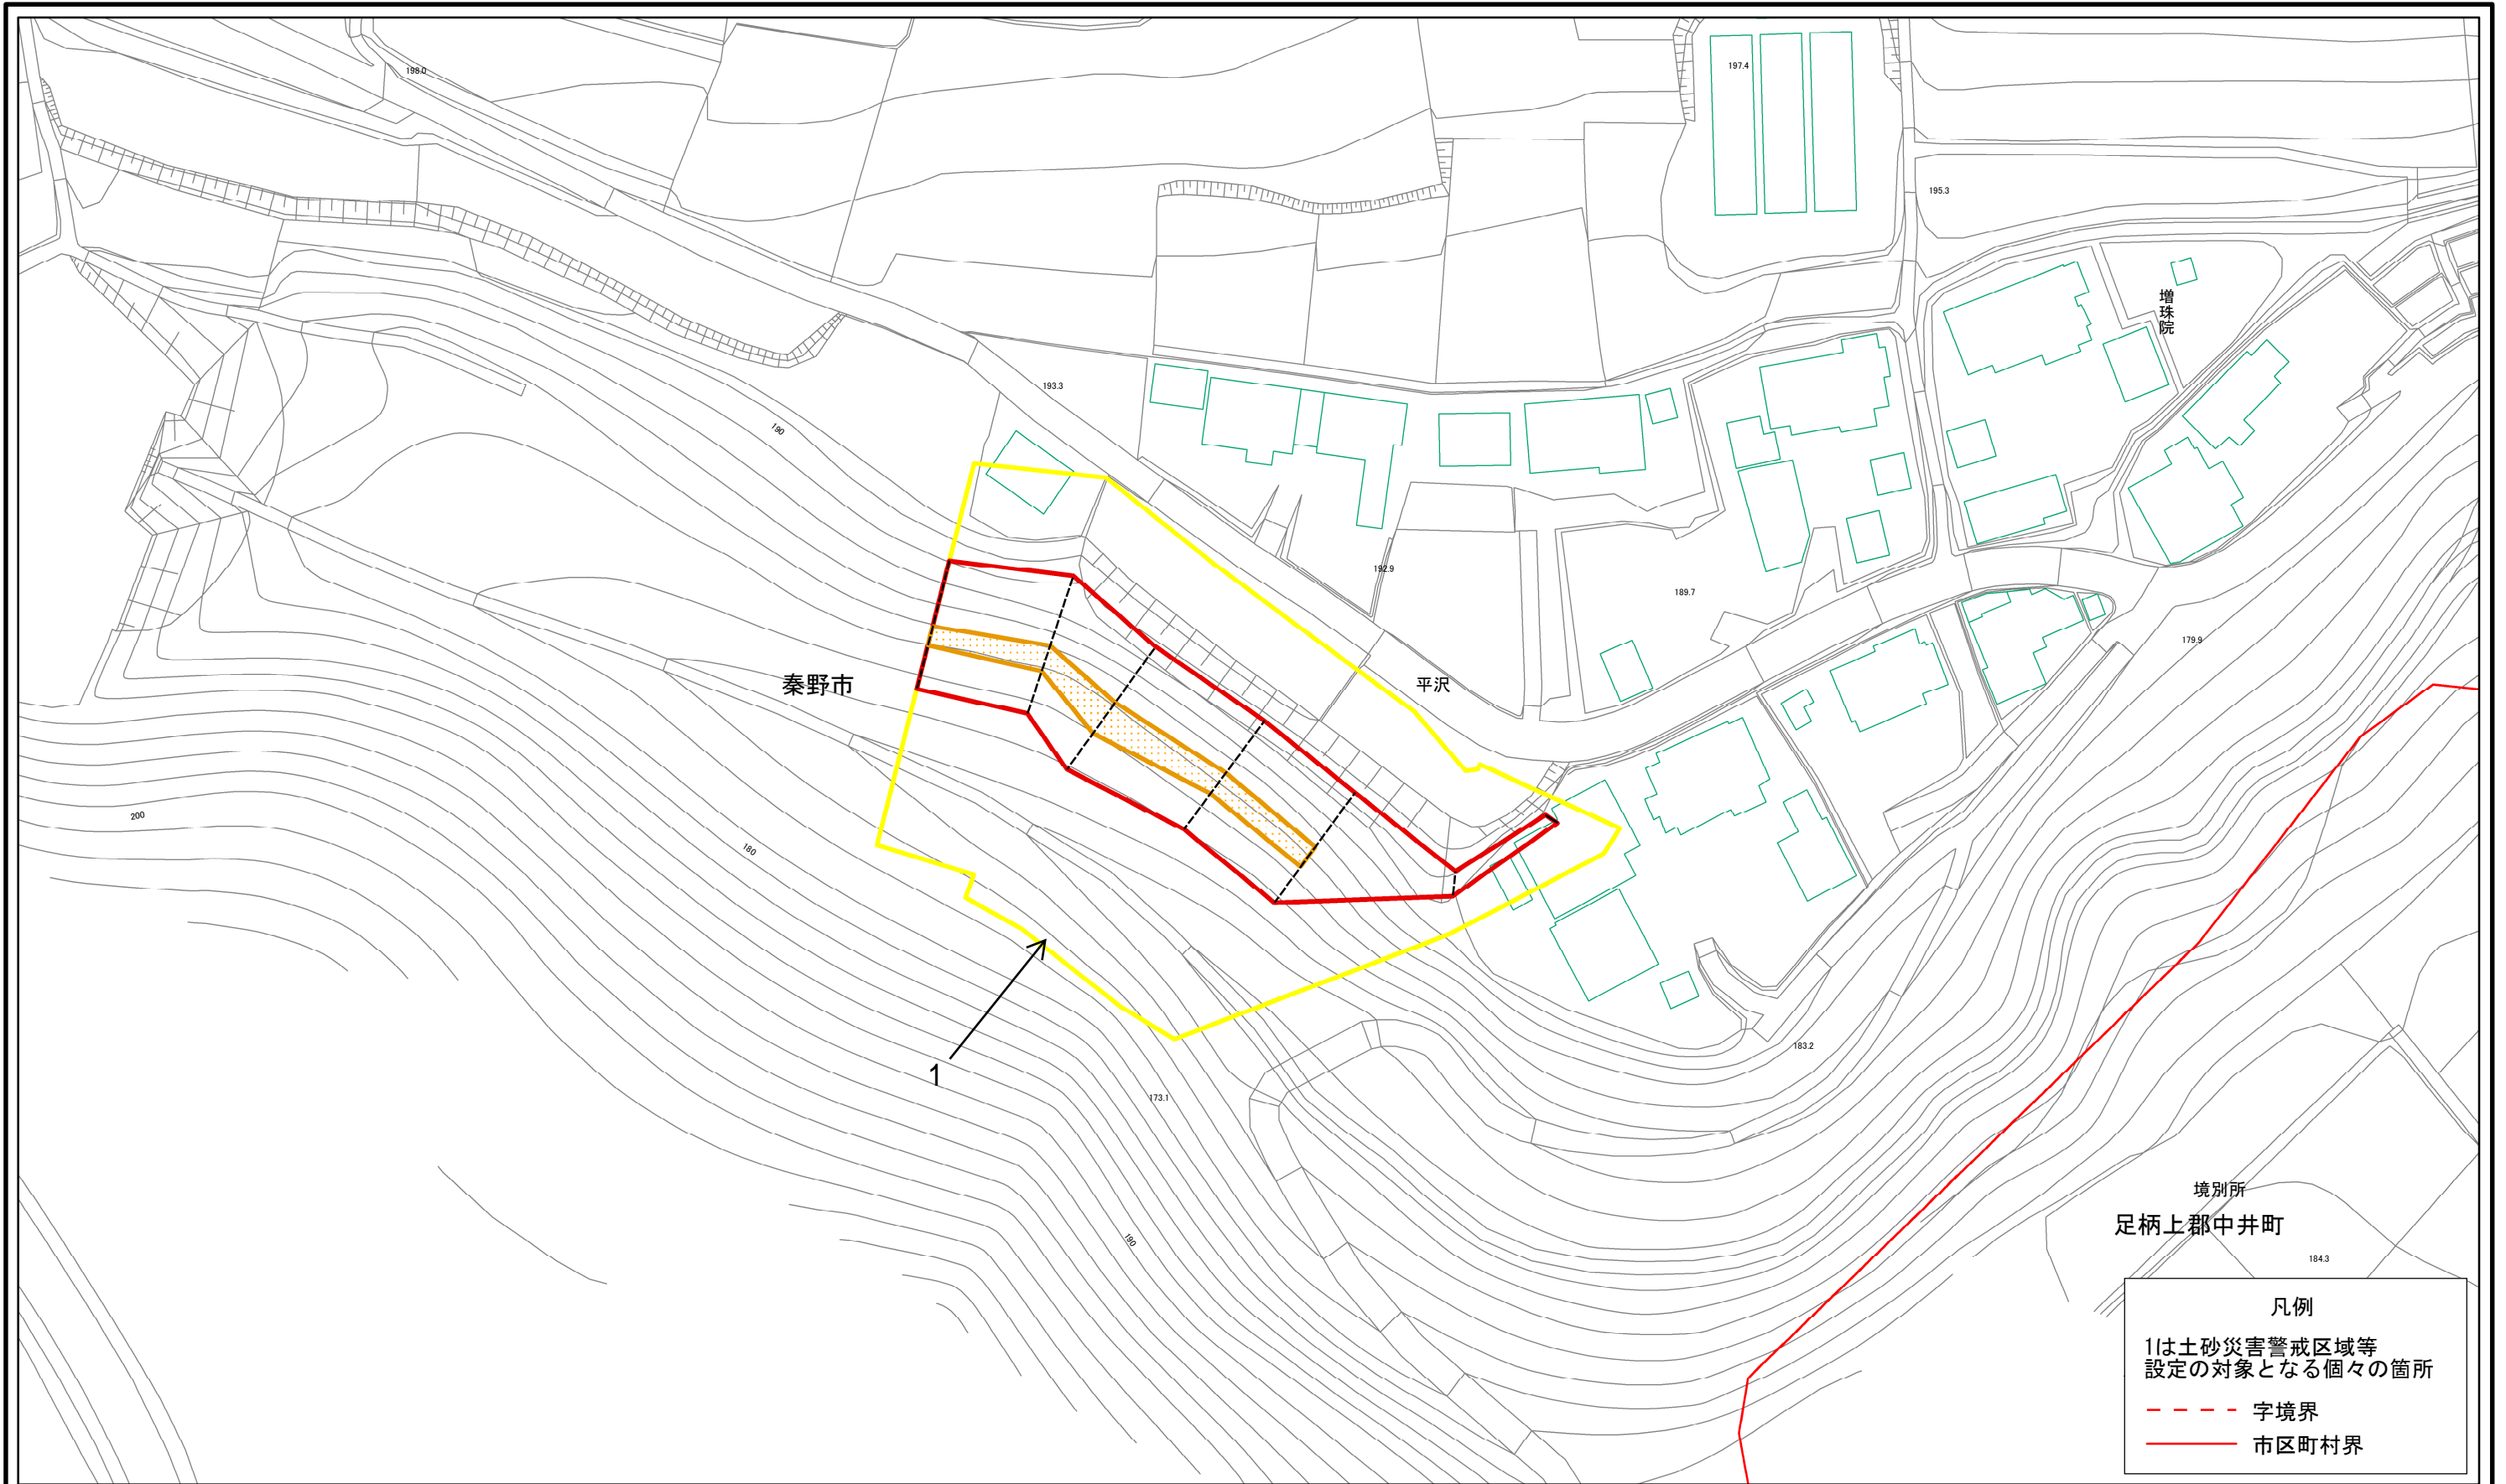 198.0
197.4
195.3
増珠院
193.3
190
192.9
189.7
179.9
秦野市
平沢
200
180
1
173.1
183.2
境別所
足柄上郡中井町
190
184.3
凡例
1は土砂災害警戒区域等
設定の対象となる個々の箇所
字境界
市区町村界